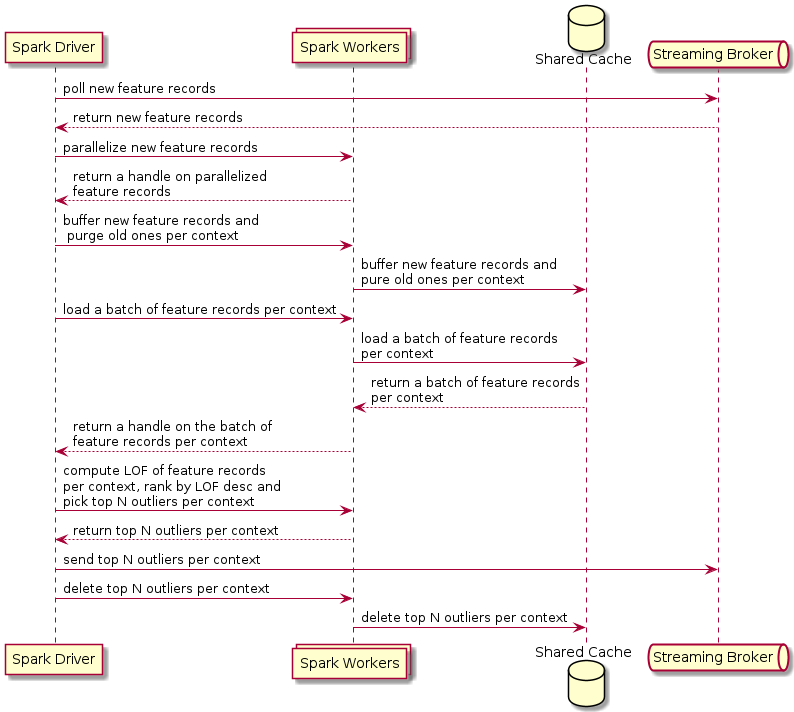 Spark Driver
Spark Workers
Shared Cache
Streaming Broker
poll new feature records
return new feature records
parallelize new feature records
return a handle on parallelized
feature records
buffer new feature records and
purge old ones per context
buffer new feature records and
pure old ones per context
load a batch of feature records per context
load a batch of feature records
per context
return a batch of feature records
per context
return a handle on the batch of
feature records per context
compute LOF of feature records
per context, rank by LOF desc and
pick top N outliers per context
return top N outliers per context
send top N outliers per context
delete top N outliers per context
delete top N outliers per context
Spark Driver
Spark Workers
Shared Cache
Streaming Broker